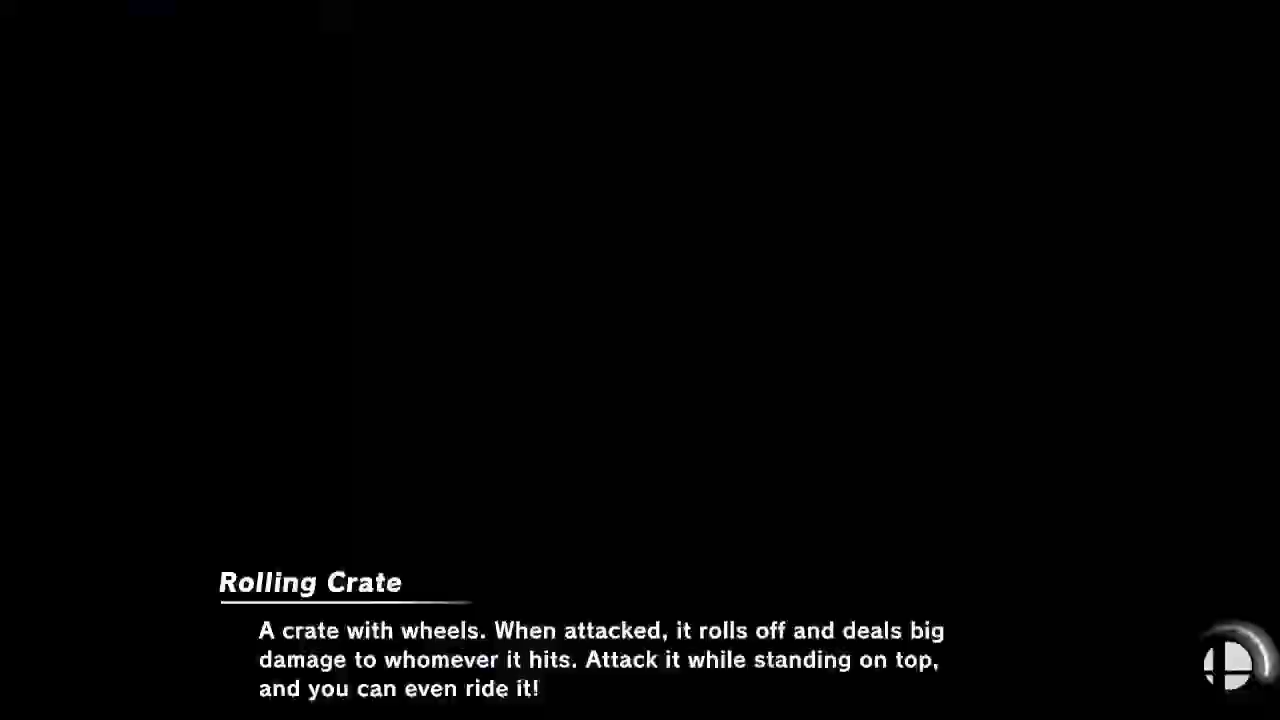 Rolling Crate
A crate with wheels. When attacked, it rolls off and deals big
damage to whomever it hits. Attack it while standing on top,
and you can even ride it!